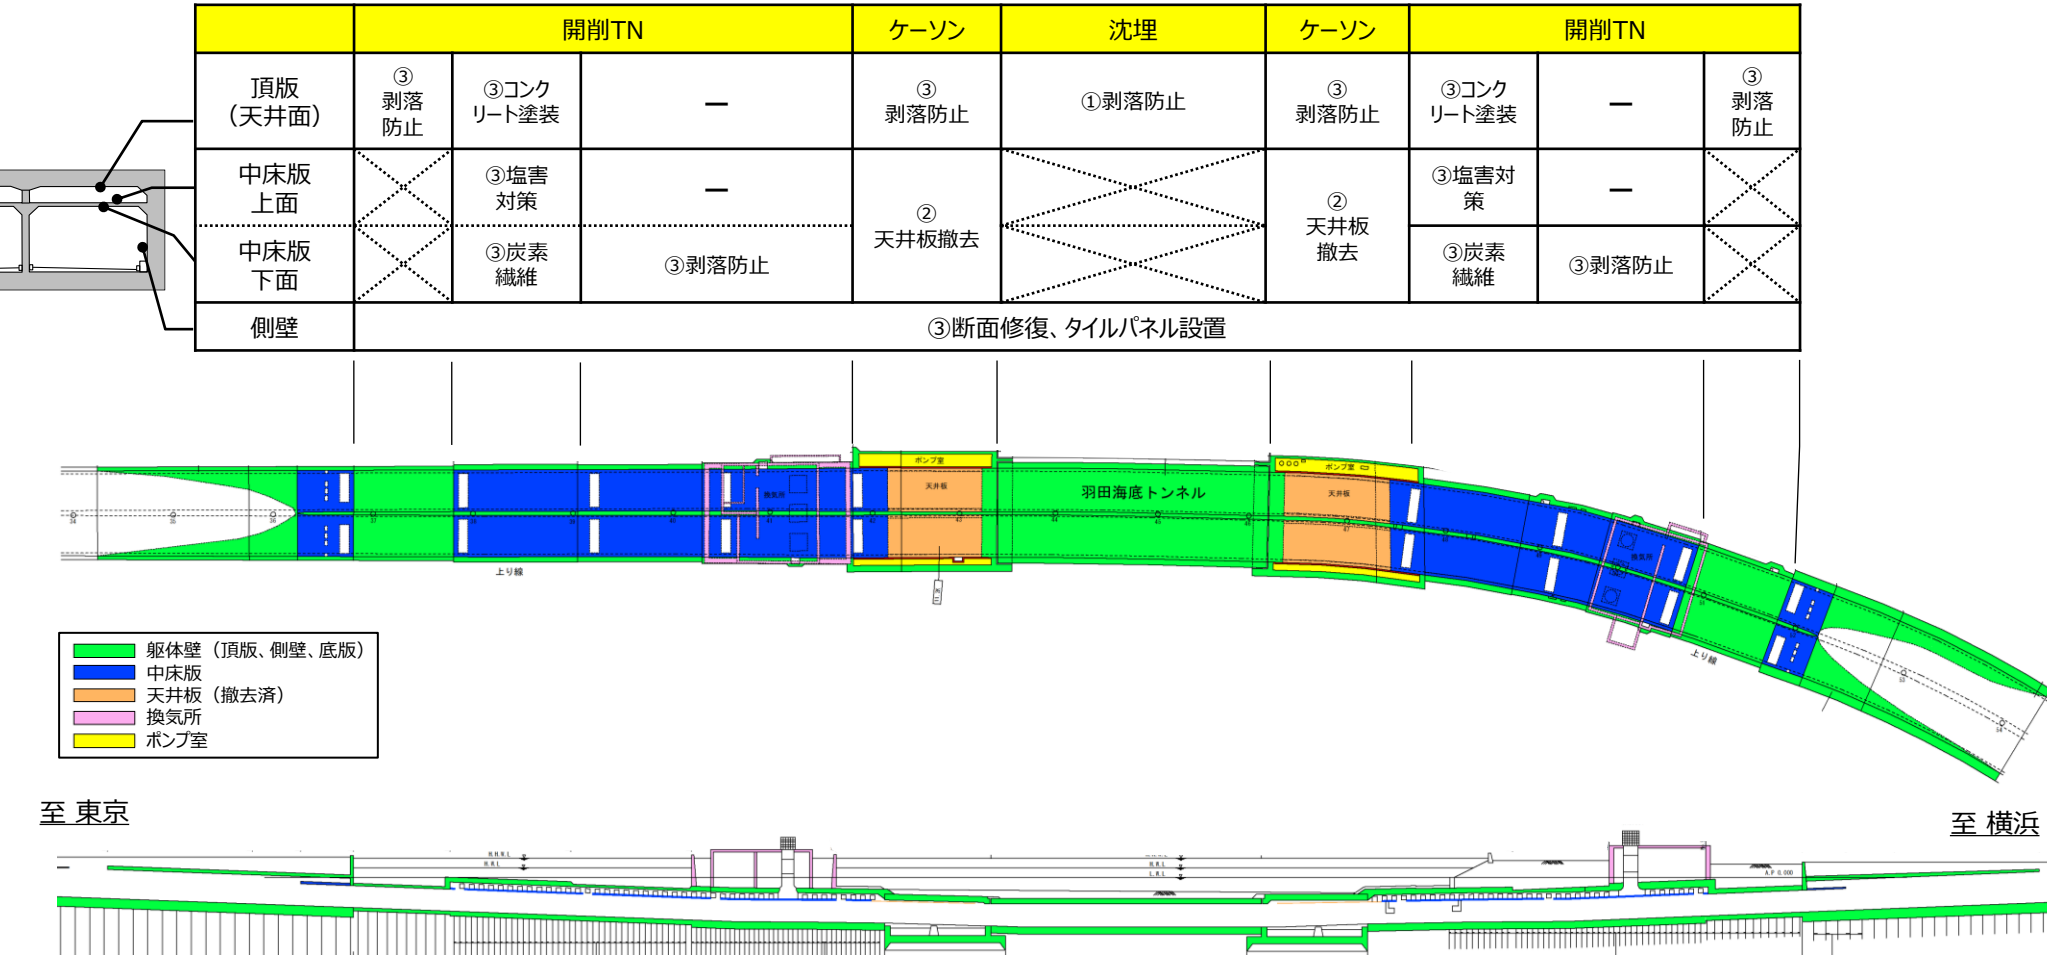 開削TN
ケーソン
沈埋
ケーソン
開削TN
頂版
（天井面）
③
剥落
防止
③コンク
リート塗装
ー
③
剥落防止
①剥落防止
③
剥落防止
③コンク
リート塗装
ー
③
剥落
防止
中床版
上面
③塩害
対策
ー
②
天井板撤去
②
天井板
撤去
③塩害対
策
ー
中床版
下面
③炭素
繊維
③剥落防止
③炭素
繊維
③剥落防止
側壁
③断面修復、タイルパネル設置
ポンプ室
天井板
換気所
羽田海底トンネル
ポンプ室
天井板
換気所
上り線
上り線
躯体壁（頂版、側壁、底版）
中床版
天井板（撤去済）
換気所
ポンプ室
至 東京
至 横浜
H.H.W.L
H.W.L
H.W.L
L.W.L
A.P 0.000